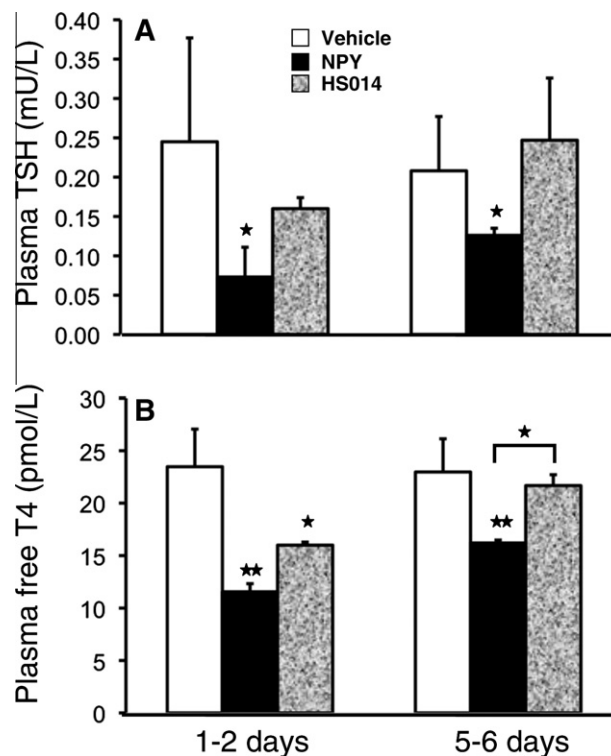 A
Vehicle
NPY
HS014
Plasma TSH (mU/L)
0.40
0.35
0.30
0.25
0.20
0.15
0.10
0.05
0.00
★
★
B
Plasma free T4 (pmol/L)
30
25
20
15
10
5
0
★★
★
★★
★
1-2 days
5-6 days